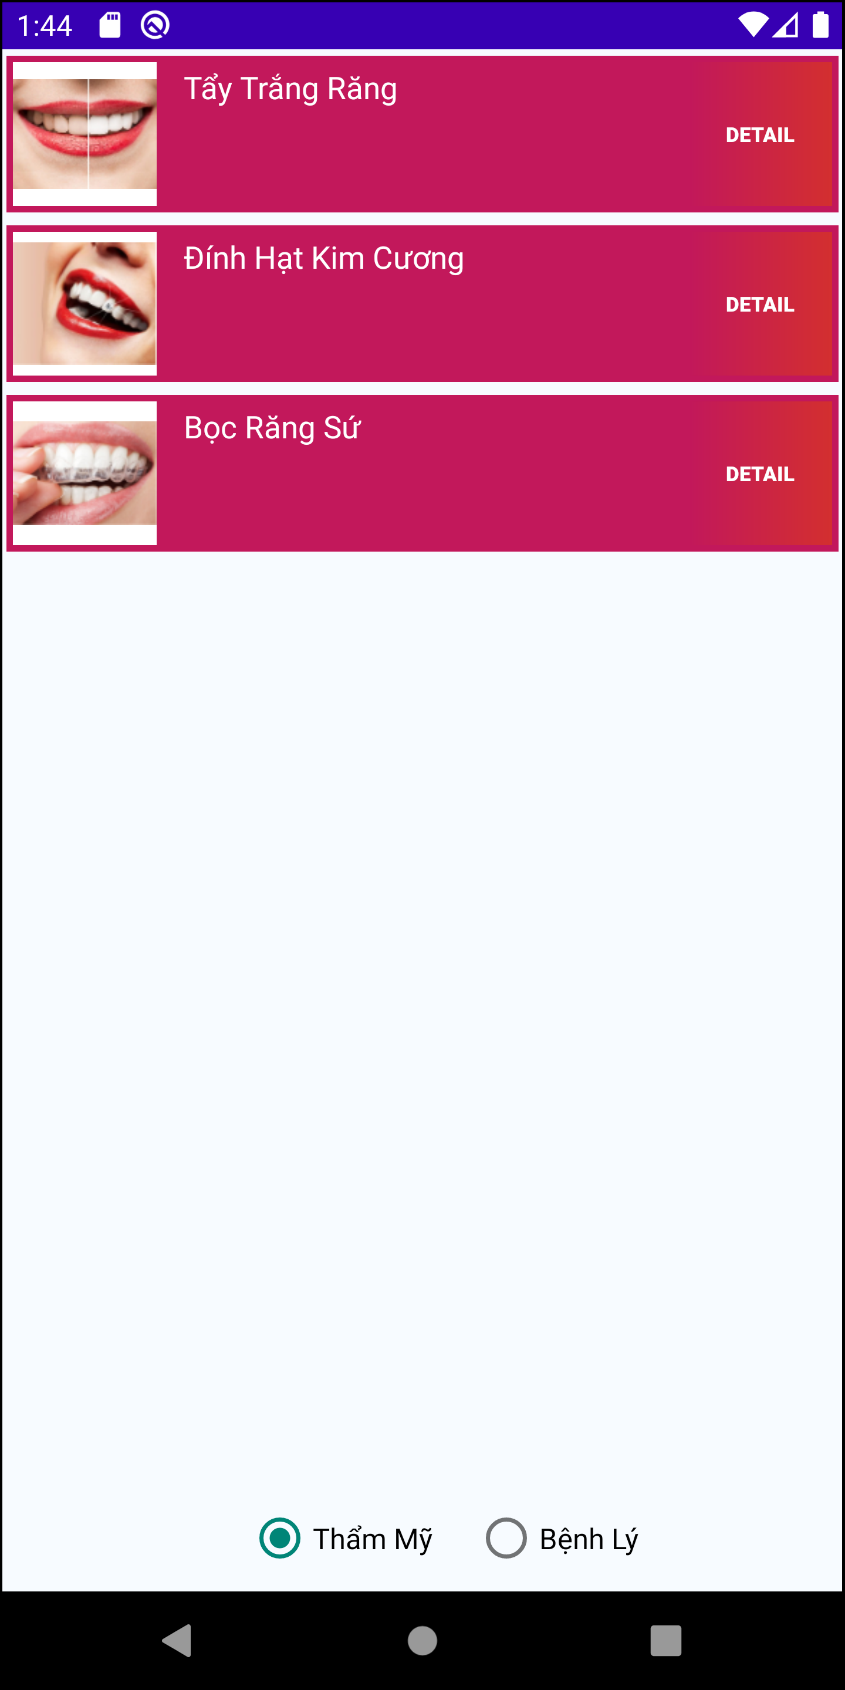 1:44
Tẩy Trắng Răng
DETAIL
Đính Hạt Kim Cương
DETAIL
Bọc Răng Sứ
DETAIL
Thẩm Mỹ
Bệnh Lý